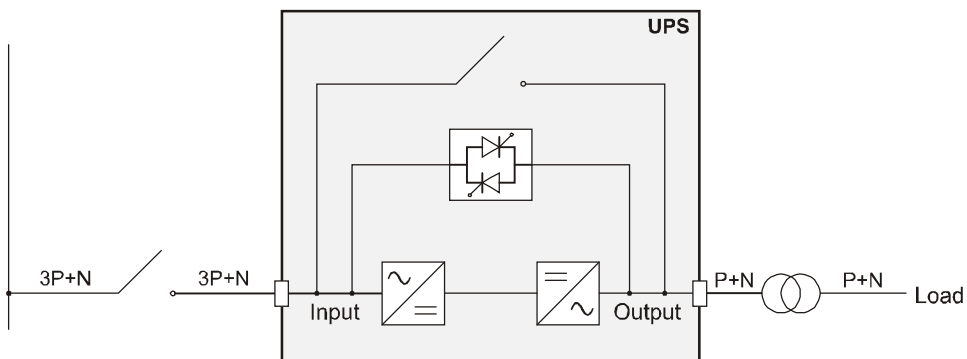 UPS
3P+N
3P+N
Input
Output
P+N
P+N
Load